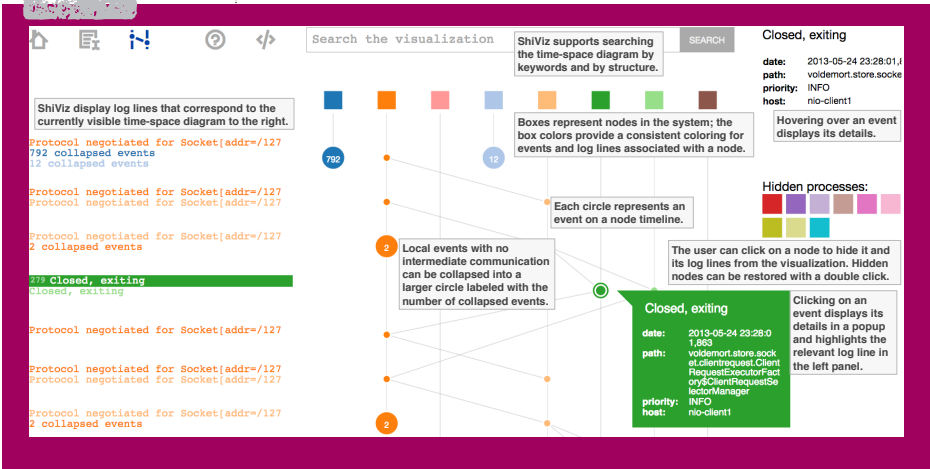 Search the visualization
SEARCH
ShiViz supports searching
the time-space diagram by
keywords and by structure.
Closed, exiting
date: 2013-05-24 23:28:01,
path: voldemort.store.socke
priority: INFO
host: nio-client1
Hovering over an event
displays its details.
ShiViz display log lines that correspond to the
currently visible time-space diagram to the right.
Boxes represent nodes in the system; the
box colors provide a consistent coloring for
events and log lines associated with a node.
Protocol negotiated for Socket[addr=/127
792 collapsed events
12 collapsed events
792
12
Protocol negotiated for Socket[addr=/127
Protocol negotiated for Socket[addr=/127
Hidden processes:
Each circle represents an
event on a node timeline.
Protocol negotiated for Socket[addr=/127
2 collapsed events
2
Local events with no
intermediate communication
can be collapsed into a
larger circle labeled with the
number of collapsed events.
The user can click on a node to hide it and
its log lines from the visualization. Hidden
nodes can be restored with a double click.
279 Closed, exiting
Closed, exiting
Closed, exiting
date: 2013-05-24 23:28:0
1,863
path: voldemort.store.sock
et.clientrequest.Client
RequestExecutorFact
ory$ClientRequestSe
lectorManager
priority: INFO
host: nio-client1
Clicking on an
event displays its
details in a popup
and highlights the
relevant log line in
the left panel.
Protocol negotiated for Socket[addr=/127
Protocol negotiated for Socket[addr=/127
Protocol negotiated for Socket[addr=/127
Protocol negotiated for Socket[addr=/127
2 collapsed events
2